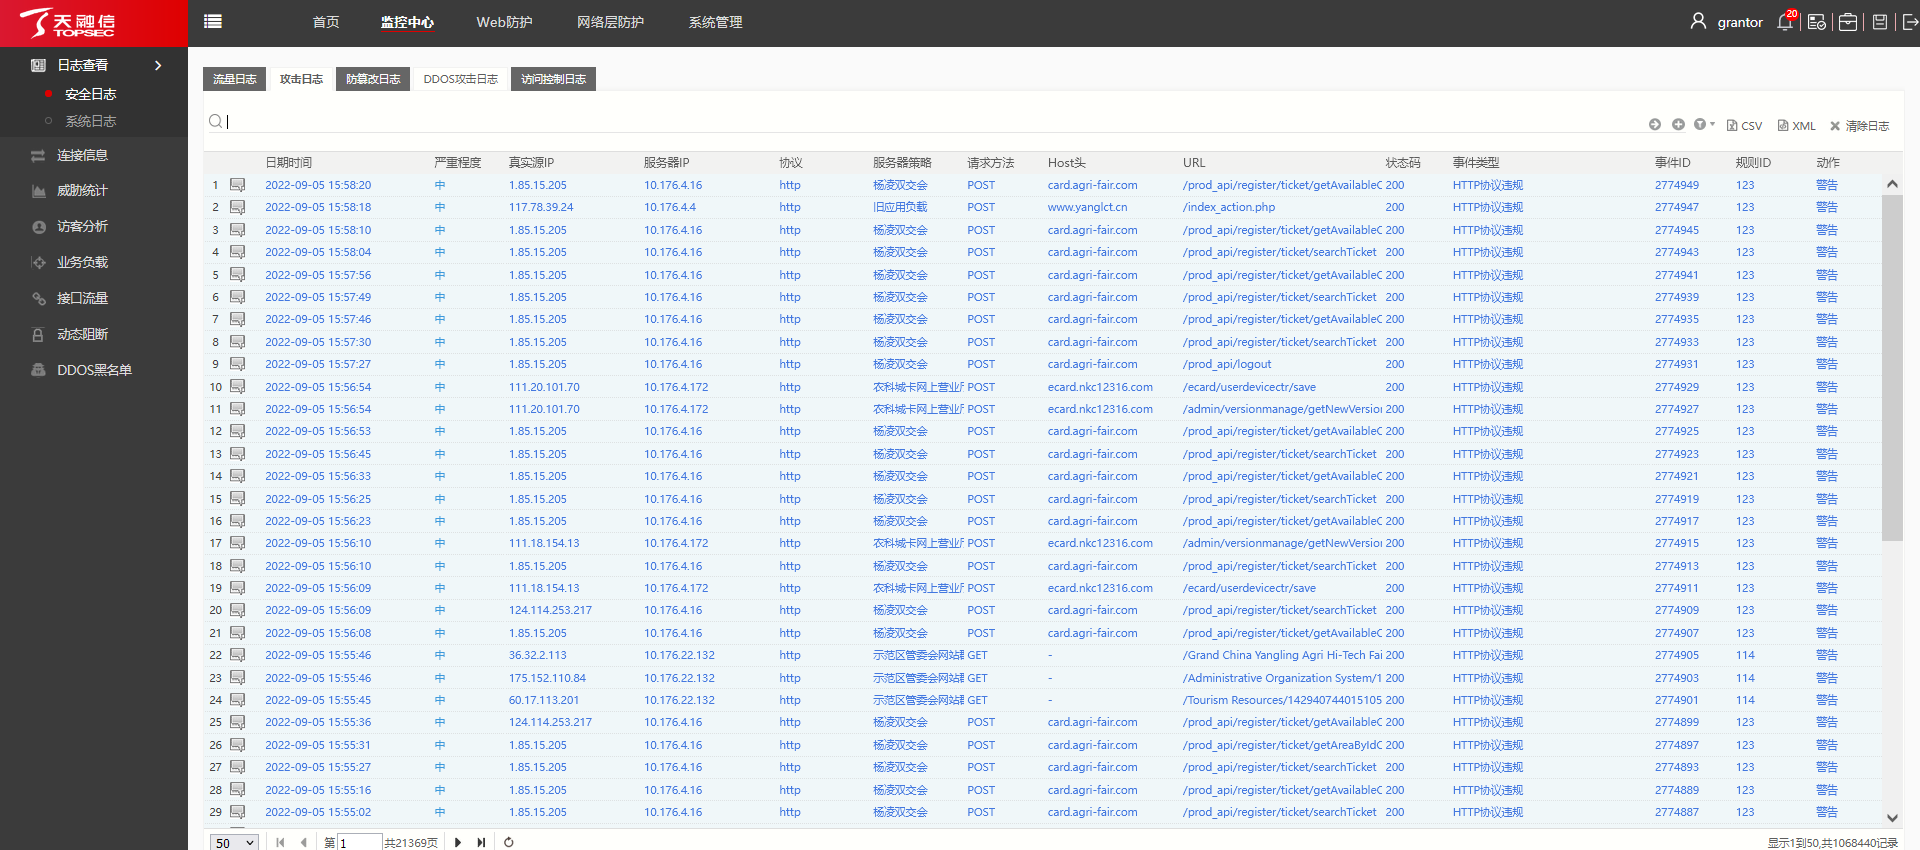 天融信 TOPSEC
首页 监控中心 Web防护 网络层防护 系统管理 grantor 20
日志查看
安全日志
系统日志
连接信息
威胁统计
访客分析
业务负载
接口流量
动态阻断
DDOS黑名单
流量日志 攻击日志 防篡改日志 DDOS攻击日志 访问控制日志
CSV XML 清除日志
日期时间 严重程度 真实源IP 服务器IP 协议 服务器策略 请求方法 Host头 URL 状态码 事件类型 事件ID 规则ID 动作
1 2022-09-05 15:58:20 中 1.85.15.205 10.176.4.16 http 杨凌双交会 POST card.agri-fair.com /prod_api/register/ticket/getAvailableC 200 HTTP协议违规 2774949 123 警告
2 2022-09-05 15:58:18 中 117.78.39.24 10.176.4.4 http 旧应用负载 POST www.yanglct.cn /index_action.php 200 HTTP协议违规 2774947 123 警告
3 2022-09-05 15:58:10 中 1.85.15.205 10.176.4.16 http 杨凌双交会 POST card.agri-fair.com /prod_api/register/ticket/getAvailableC 200 HTTP协议违规 2774945 123 警告
4 2022-09-05 15:58:04 中 1.85.15.205 10.176.4.16 http 杨凌双交会 POST card.agri-fair.com /prod_api/register/ticket/searchTicket 200 HTTP协议违规 2774943 123 警告
5 2022-09-05 15:57:56 中 1.85.15.205 10.176.4.16 http 杨凌双交会 POST card.agri-fair.com /prod_api/register/ticket/getAvailableC 200 HTTP协议违规 2774941 123 警告
6 2022-09-05 15:57:49 中 1.85.15.205 10.176.4.16 http 杨凌双交会 POST card.agri-fair.com /prod_api/register/ticket/searchTicket 200 HTTP协议违规 2774939 123 警告
7 2022-09-05 15:57:46 中 1.85.15.205 10.176.4.16 http 杨凌双交会 POST card.agri-fair.com /prod_api/register/ticket/getAvailableC 200 HTTP协议违规 2774935 123 警告
8 2022-09-05 15:57:30 中 1.85.15.205 10.176.4.16 http 杨凌双交会 POST card.agri-fair.com /prod_api/register/ticket/searchTicket 200 HTTP协议违规 2774933 123 警告
9 2022-09-05 15:57:27 中 1.85.15.205 10.176.4.16 http 杨凌双交会 POST card.agri-fair.com /prod_api/logout 200 HTTP协议违规 2774931 123 警告
10 2022-09-05 15:56:54 中 111.20.101.70 10.176.4.172 http 农科城卡网上营业厅 POST ecard.nkc12316.com /ecard/userdevicectr/save 200 HTTP协议违规 2774929 123 警告
11 2022-09-05 15:56:54 中 111.20.101.70 10.176.4.172 http 农科城卡网上营业厅 POST ecard.nkc12316.com /admin/versionmanage/getNewVersion 200 HTTP协议违规 2774927 123 警告
12 2022-09-05 15:56:53 中 1.85.15.205 10.176.4.16 http 杨凌双交会 POST card.agri-fair.com /prod_api/register/ticket/getAvailableC 200 HTTP协议违规 2774925 123 警告
13 2022-09-05 15:56:45 中 1.85.15.205 10.176.4.16 http 杨凌双交会 POST card.agri-fair.com /prod_api/register/ticket/searchTicket 200 HTTP协议违规 2774923 123 警告
14 2022-09-05 15:56:33 中 1.85.15.205 10.176.4.16 http 杨凌双交会 POST card.agri-fair.com /prod_api/register/ticket/getAvailableC 200 HTTP协议违规 2774921 123 警告
15 2022-09-05 15:56:25 中 1.85.15.205 10.176.4.16 http 杨凌双交会 POST card.agri-fair.com /prod_api/register/ticket/searchTicket 200 HTTP协议违规 2774919 123 警告
16 2022-09-05 15:56:23 中 1.85.15.205 10.176.4.16 http 杨凌双交会 POST card.agri-fair.com /prod_api/register/ticket/getAvailableC 200 HTTP协议违规 2774917 123 警告
17 2022-09-05 15:56:10 中 111.18.154.13 10.176.4.172 http 农科城卡网上营业厅 POST ecard.nkc12316.com /admin/versionmanage/getNewVersion 200 HTTP协议违规 2774915 123 警告
18 2022-09-05 15:56:10 中 1.85.15.205 10.176.4.16 http 杨凌双交会 POST card.agri-fair.com /prod_api/register/ticket/searchTicket 200 HTTP协议违规 2774913 123 警告
19 2022-09-05 15:56:09 中 111.18.154.13 10.176.4.172 http 农科城卡网上营业厅 POST ecard.nkc12316.com /ecard/userdevicectr/save 200 HTTP协议违规 2774911 123 警告
20 2022-09-05 15:56:09 中 124.114.253.217 10.176.4.16 http 杨凌双交会 POST card.agri-fair.com /prod_api/register/ticket/searchTicket 200 HTTP协议违规 2774909 123 警告
21 2022-09-05 15:56:08 中 1.85.15.205 10.176.4.16 http 杨凌双交会 POST card.agri-fair.com /prod_api/register/ticket/getAvailableC 200 HTTP协议违规 2774907 123 警告
22 2022-09-05 15:55:46 中 36.32.2.113 10.176.22.132 http 示范区管委会网站群 GET - /Grand China Yangling Agri Hi-Tech Fai 200 HTTP协议违规 2774905 114 警告
23 2022-09-05 15:55:46 中 175.152.110.84 10.176.22.132 http 示范区管委会网站群 GET - /Administrative Organization System/1 200 HTTP协议违规 2774903 114 警告
24 2022-09-05 15:55:45 中 60.17.113.201 10.176.22.132 http 示范区管委会网站群 GET - /Tourism Resources/142940744015105 200 HTTP协议违规 2774901 114 警告
25 2022-09-05 15:55:36 中 124.114.253.217 10.176.4.16 http 杨凌双交会 POST card.agri-fair.com /prod_api/register/ticket/getAvailableC 200 HTTP协议违规 2774899 123 警告
26 2022-09-05 15:55:31 中 1.85.15.205 10.176.4.16 http 杨凌双交会 POST card.agri-fair.com /prod_api/register/ticket/getAreaByIdC 200 HTTP协议违规 2774897 123 警告
27 2022-09-05 15:55:27 中 1.85.15.205 10.176.4.16 http 杨凌双交会 POST card.agri-fair.com /prod_api/register/ticket/searchTicket 200 HTTP协议违规 2774893 123 警告
28 2022-09-05 15:55:16 中 1.85.15.205 10.176.4.16 http 杨凌双交会 POST card.agri-fair.com /prod_api/register/ticket/getAvailableC 200 HTTP协议违规 2774889 123 警告
29 2022-09-05 15:55:02 中 1.85.15.205 10.176.4.16 http 杨凌双交会 POST card.agri-fair.com /prod_api/register/ticket/searchTicket 200 HTTP协议违规 2774887 123 警告
50 第 1 共21369页 显示1到50,共1068440记录